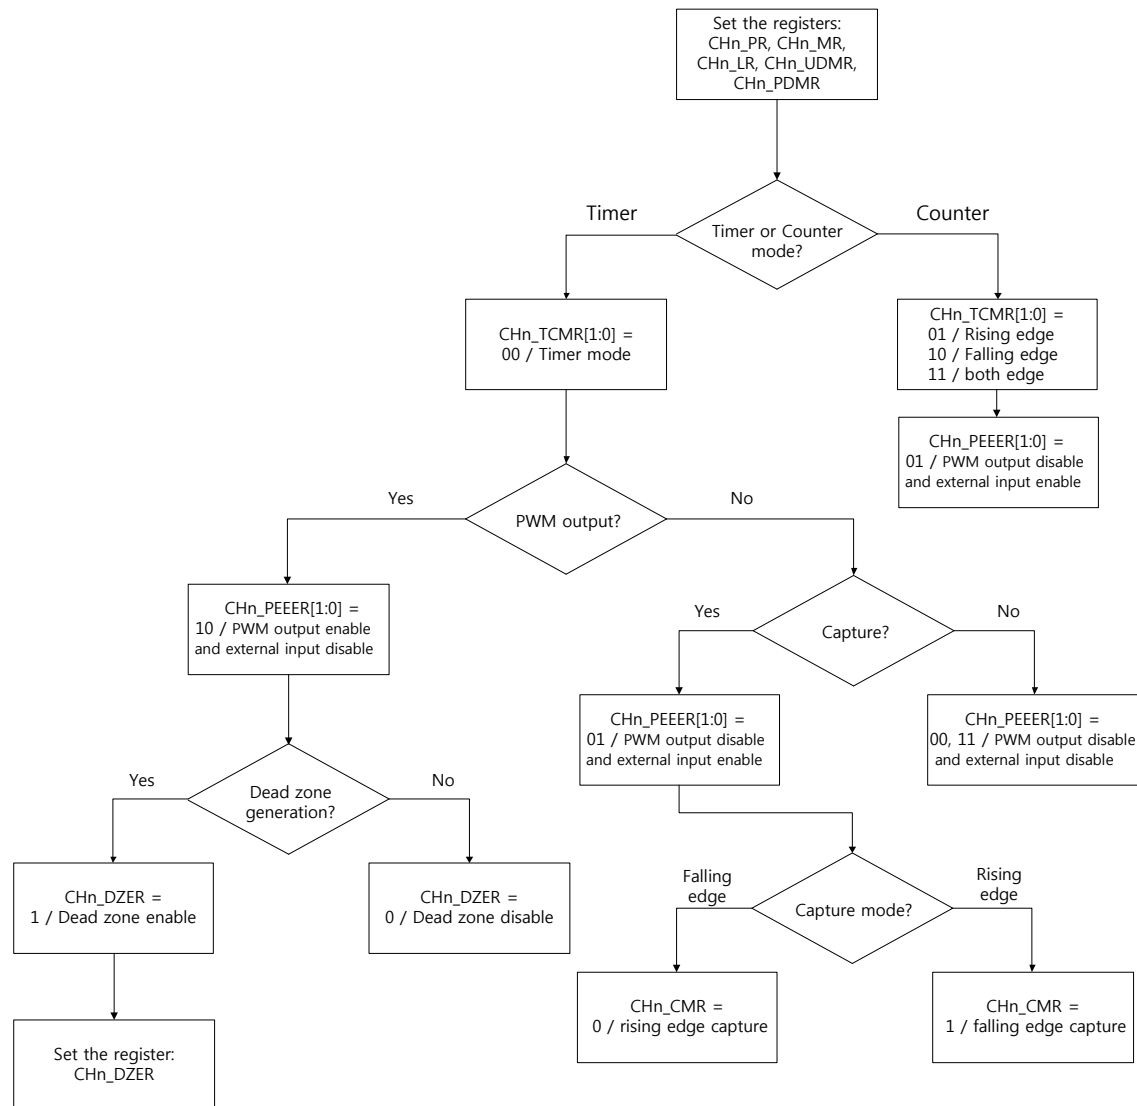 Set the registers:
CHn_PR, CHn_MR,
CHn_LR, CHn_UDMR,
CHn_PDMR
Timer
Counter
Timer or Counter
mode?
CHn_TCMR[1:0] =
00 / Timer mode
CHn_TCMR[1:0] =
01 / Rising edge
10 / Falling edge
11 / both edge
CHn_PEEER[1:0] =
01 / PWM output disable
and external input enable
Yes
No
PWM output?
CHn_PEEER[1:0] =
10 / PWM output enable
and external input disable
Yes
No
Capture?
CHn_PEEER[1:0] =
01 / PWM output disable
and external input enable
CHn_PEEER[1:0] =
00, 11 / PWM output disable
and external input disable
Yes
No
Dead zone
generation?
CHn_DZER =
1 / Dead zone enable
CHn_DZER =
0 / Dead zone disable
Falling
edge
Rising
edge
Capture mode?
CHn_CMR =
0 / rising edge capture
CHn_CMR =
1 / falling edge capture
Set the register:
CHn_DZER